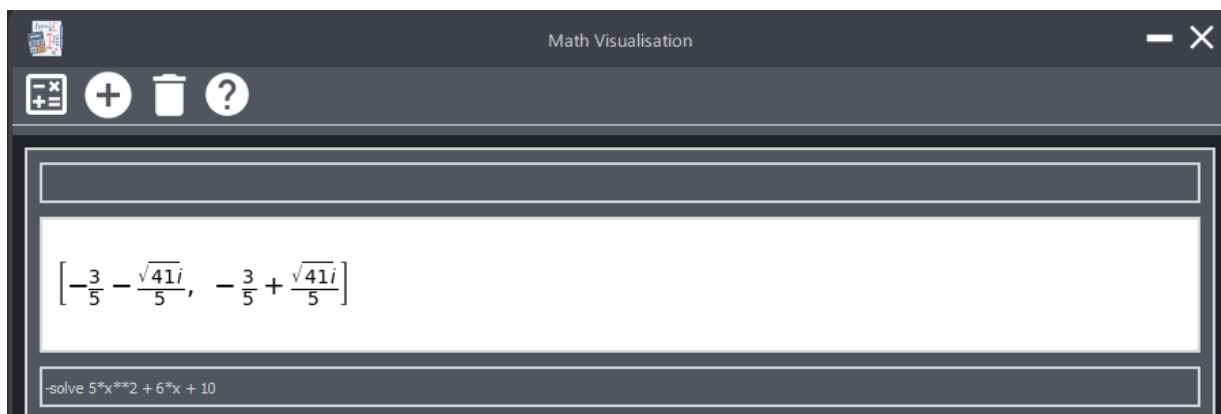 Math Visualisation
[-3/5 - √41i/5, -3/5 + √41i/5]
-solve 5*x**2 + 6*x + 10